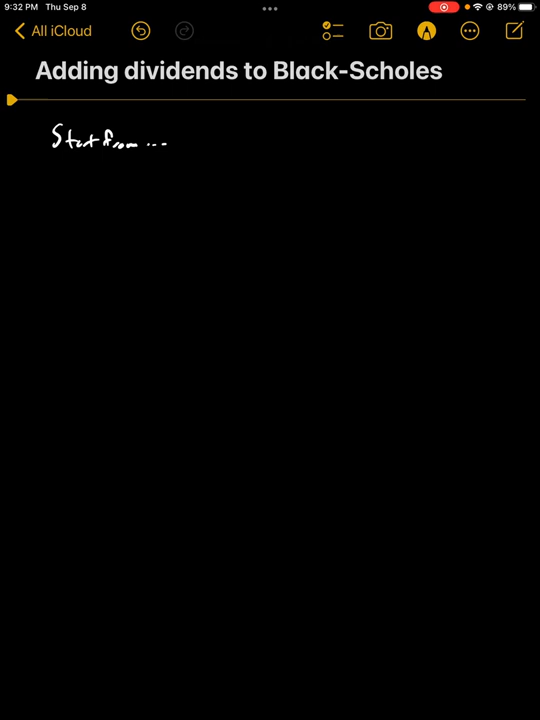 9:32 PM Thu Sep 8
89%
All iCloud
Adding dividends to Black-Scholes
Start from ...